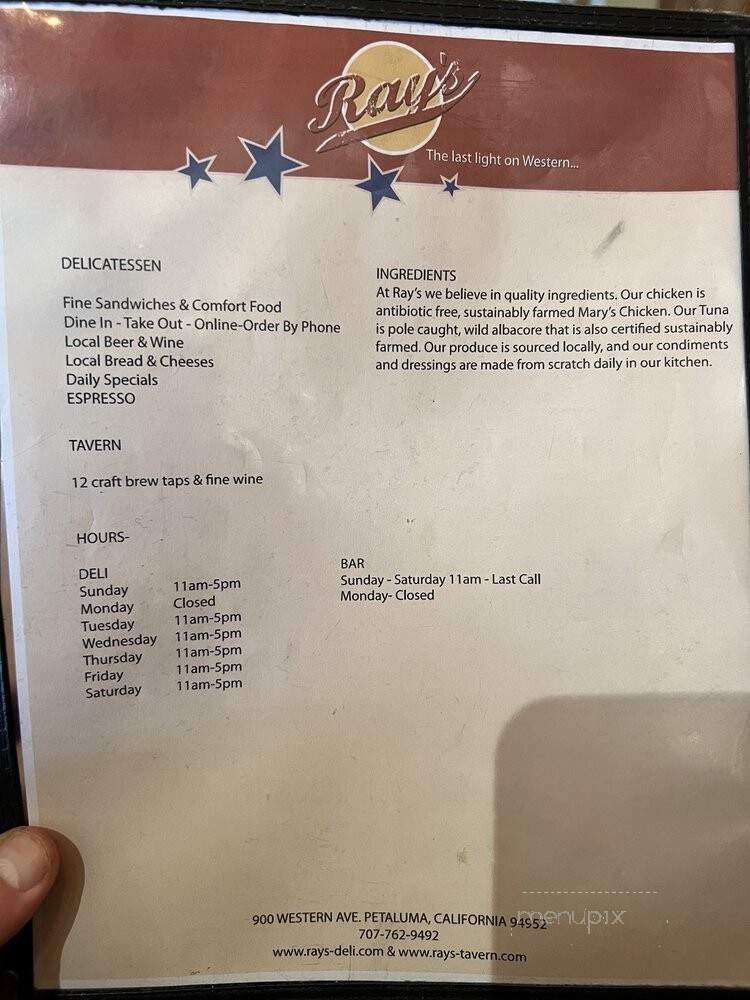 Ray's
The last light on Western...
DELICATESSEN
Fine Sandwiches & Comfort Food
Dine In - Take Out - Online-Order By Phone
Local Beer & Wine
Local Bread & Cheeses
Daily Specials
ESPRESSO
INGREDIENTS
At Ray's we believe in quality ingredients. Our chicken is
antibiotic free, sustainably farmed Mary's Chicken. Our Tuna
is pole caught, wild albacore that is also certified sustainably
farmed. Our produce is sourced locally, and our condiments
and dressings are made from scratch daily in our kitchen.
TAVERN
12 craft brew taps & fine wine
HOURS-
DELI
Sunday 11am-5pm
Monday Closed
Tuesday 11am-5pm
Wednesday 11am-5pm
Thursday 11am-5pm
Friday 11am-5pm
Saturday 11am-5pm
BAR
Sunday - Saturday 11am - Last Call
Monday- Closed
900 WESTERN AVE. PETALUMA, CALIFORNIA 94952
707-762-9492
www.rays-deli.com & www.rays-tavern.com
menupix